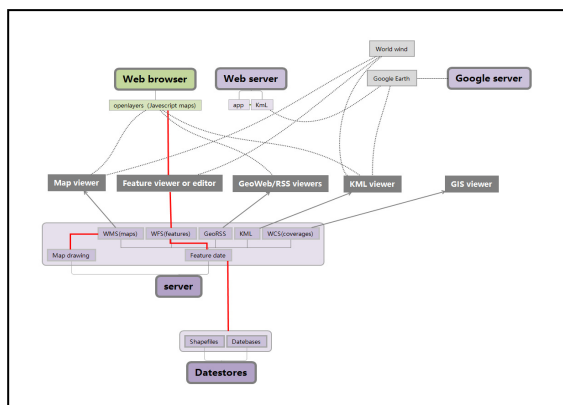 World wind
Web browser
Web server
Google Earth
Google server
openlayers (Javescript maps)
app - KmL
Map viewer
Feature viewer or editor
GeoWeb/RSS viewers
KML viewer
GIS viewer
WMS(maps)
WFS(features)
GeoRSS
KML
WCS(coverages)
Map drawing
Feature date
server
Shapefiles
Datebases
Datestores